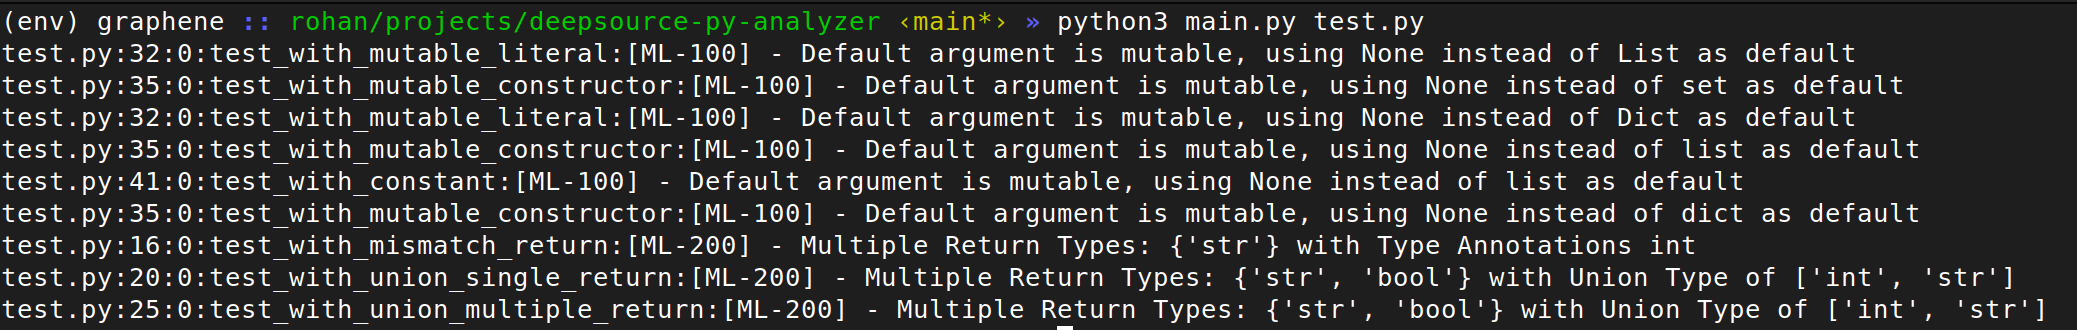 (env) graphene :: rohan/projects/deepsource-py-analyzer ‹main*› » python3 main.py test.py
test.py:32:0:test_with_mutable_literal:[ML-100] - Default argument is mutable, using None instead of List as default
test.py:35:0:test_with_mutable_constructor:[ML-100] - Default argument is mutable, using None instead of set as default
test.py:32:0:test_with_mutable_literal:[ML-100] - Default argument is mutable, using None instead of Dict as default
test.py:35:0:test_with_mutable_constructor:[ML-100] - Default argument is mutable, using None instead of list as default
test.py:41:0:test_with_constant:[ML-100] - Default argument is mutable, using None instead of list as default
test.py:35:0:test_with_mutable_constructor:[ML-100] - Default argument is mutable, using None instead of dict as default
test.py:16:0:test_with_mismatch_return:[ML-200] - Multiple Return Types: {'str'} with Type Annotations int
test.py:20:0:test_with_union_single_return:[ML-200] - Multiple Return Types: {'str', 'bool'} with Union Type of ['int', 'str']
test.py:25:0:test_with_union_multiple_return:[ML-200] - Multiple Return Types: {'str', 'bool'} with Union Type of ['int', 'str']